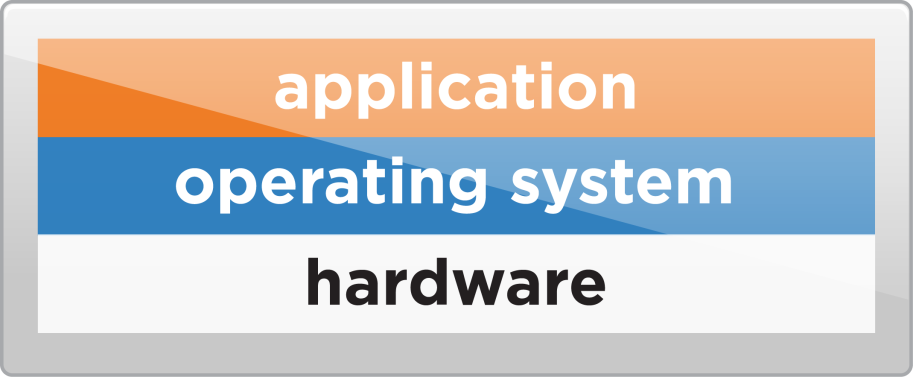 application
operating system
hardware